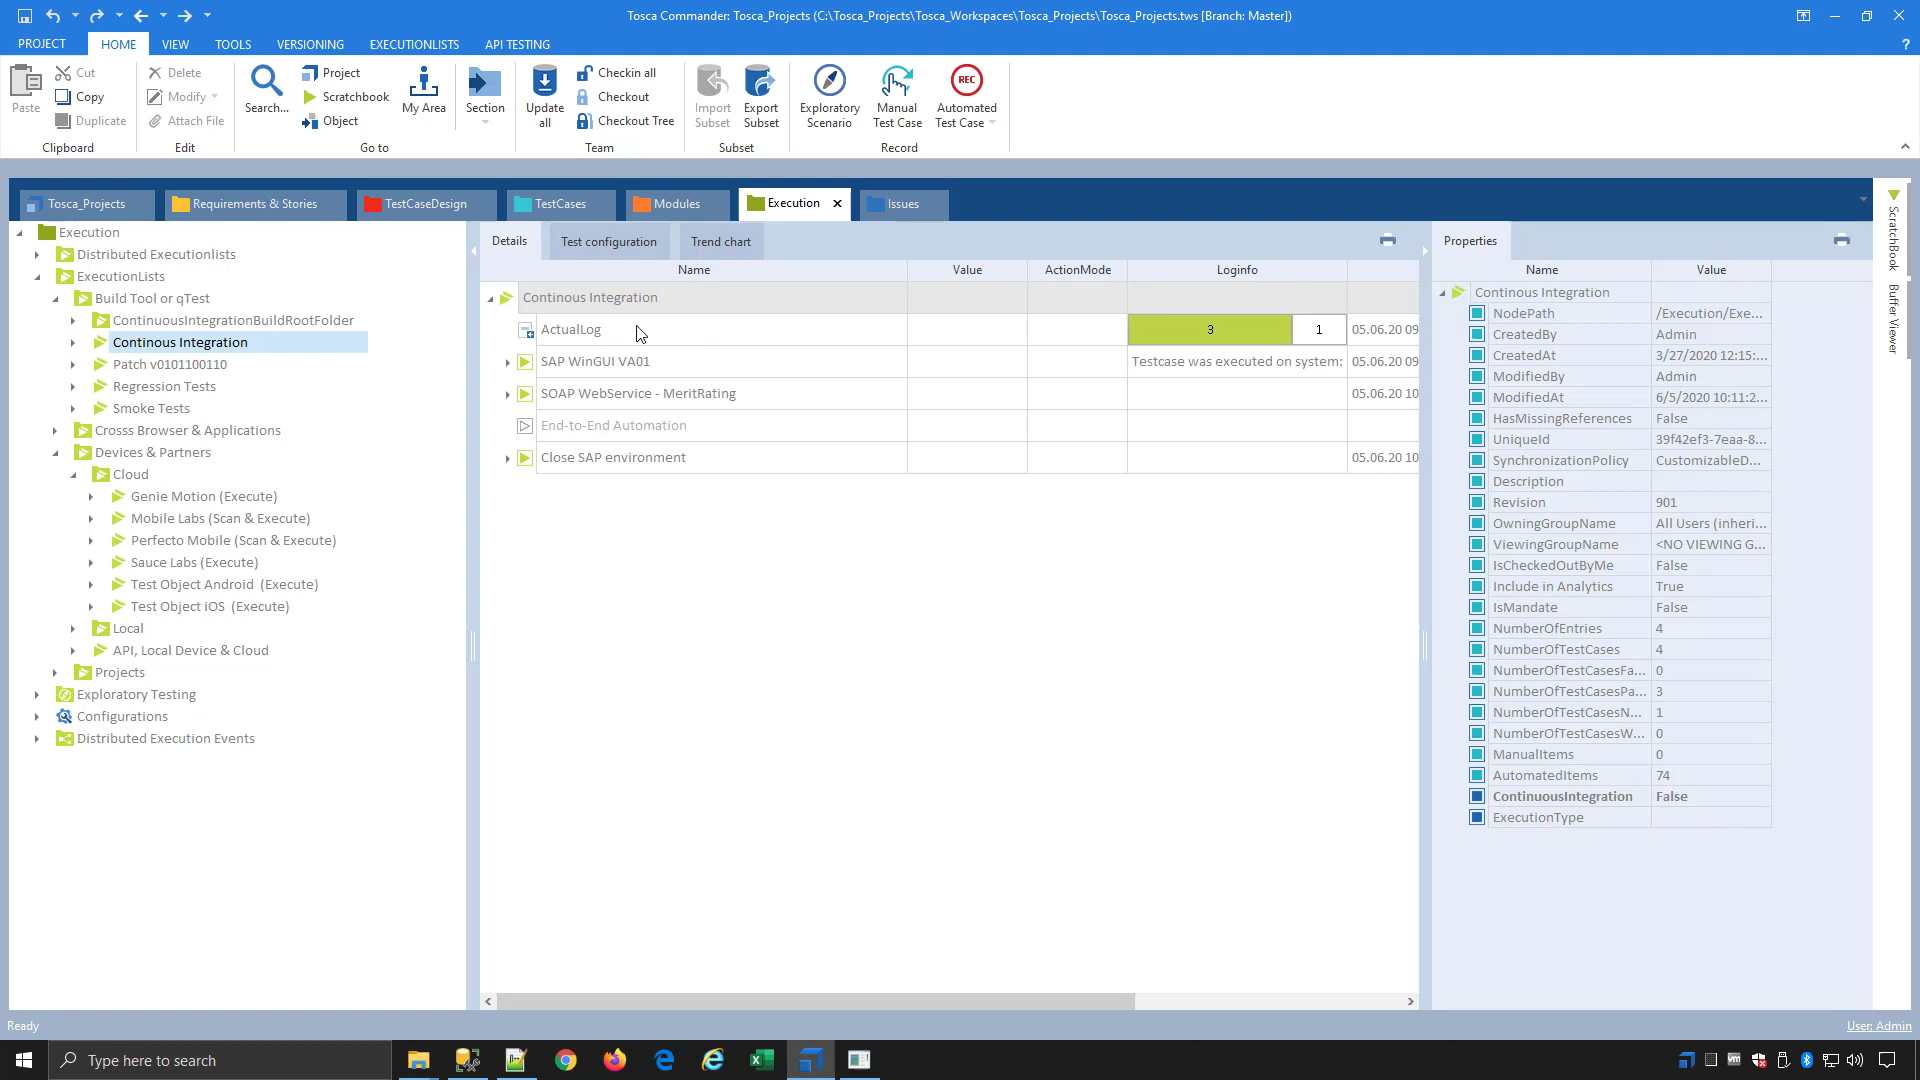 Tosca Commander: Tosca_Projects (C:\Tosca_Projects\Tosca_Workspaces\Tosca_Projects\Tosca_Projects.tws [Branch: Master])
PROJECT HOME VIEW TOOLS VERSIONING EXECUTIONLISTS API TESTING ?
Paste
Cut
Copy
Duplicate
Clipboard
Delete
Modify
Attach File
Edit
Search...
Project
Scratchbook
Object
My Area
Go to
Section
Update all
Checkin all
Checkout
Checkout Tree
Team
Import Subset
Export Subset
Subset
Exploratory Scenario
Manual Test Case
REC
Automated Test Case
Record
Tosca_Projects Requirements & Stories TestCaseDesign TestCases Modules Execution Issues
Execution
Distributed Executionlists
ExecutionLists
Build Tool or qTest
ContinuousIntegrationBuildRootFolder
Continous Integration
Patch v0101100110
Regression Tests
Smoke Tests
Crosss Browser & Applications
Devices & Partners
Cloud
Genie Motion (Execute)
Mobile Labs (Scan & Execute)
Perfecto Mobile (Scan & Execute)
Sauce Labs (Execute)
Test Object Android (Execute)
Test Object iOS (Execute)
Local
API, Local Device & Cloud
Projects
Exploratory Testing
Configurations
Distributed Execution Events
Details Test configuration Trend chart
Name Value ActionMode Loginfo
Continous Integration
ActualLog 3 1 05.06.20 09
SAP WinGUI VA01 Testcase was executed on system: 05.06.20 09
SOAP WebService - MeritRating 05.06.20 10
End-to-End Automation
Close SAP environment 05.06.20 10
Properties
Name Value
Continous Integration
NodePath /Execution/Exe...
CreatedBy Admin
CreatedAt 3/27/2020 12:15:...
ModifiedBy Admin
ModifiedAt 6/5/2020 10:11:2...
HasMissingReferences False
UniqueId 39f42ef3-7eaa-8...
SynchronizationPolicy CustomizableD...
Description
Revision 901
OwningGroupName All Users (inheri...
ViewingGroupName <NO VIEWING G...
IsCheckedOutByMe False
Include in Analytics True
IsMandate False
NumberOfEntries 4
NumberOfTestCases 4
NumberOfTestCasesFa... 0
NumberOfTestCasesPa... 3
NumberOfTestCasesN... 1
NumberOfTestCasesW... 0
ManualItems 0
AutomatedItems 74
ContinuousIntegration False
ExecutionType
ScratchBook
Buffer Viewer
Ready
User: Admin
Type here to search